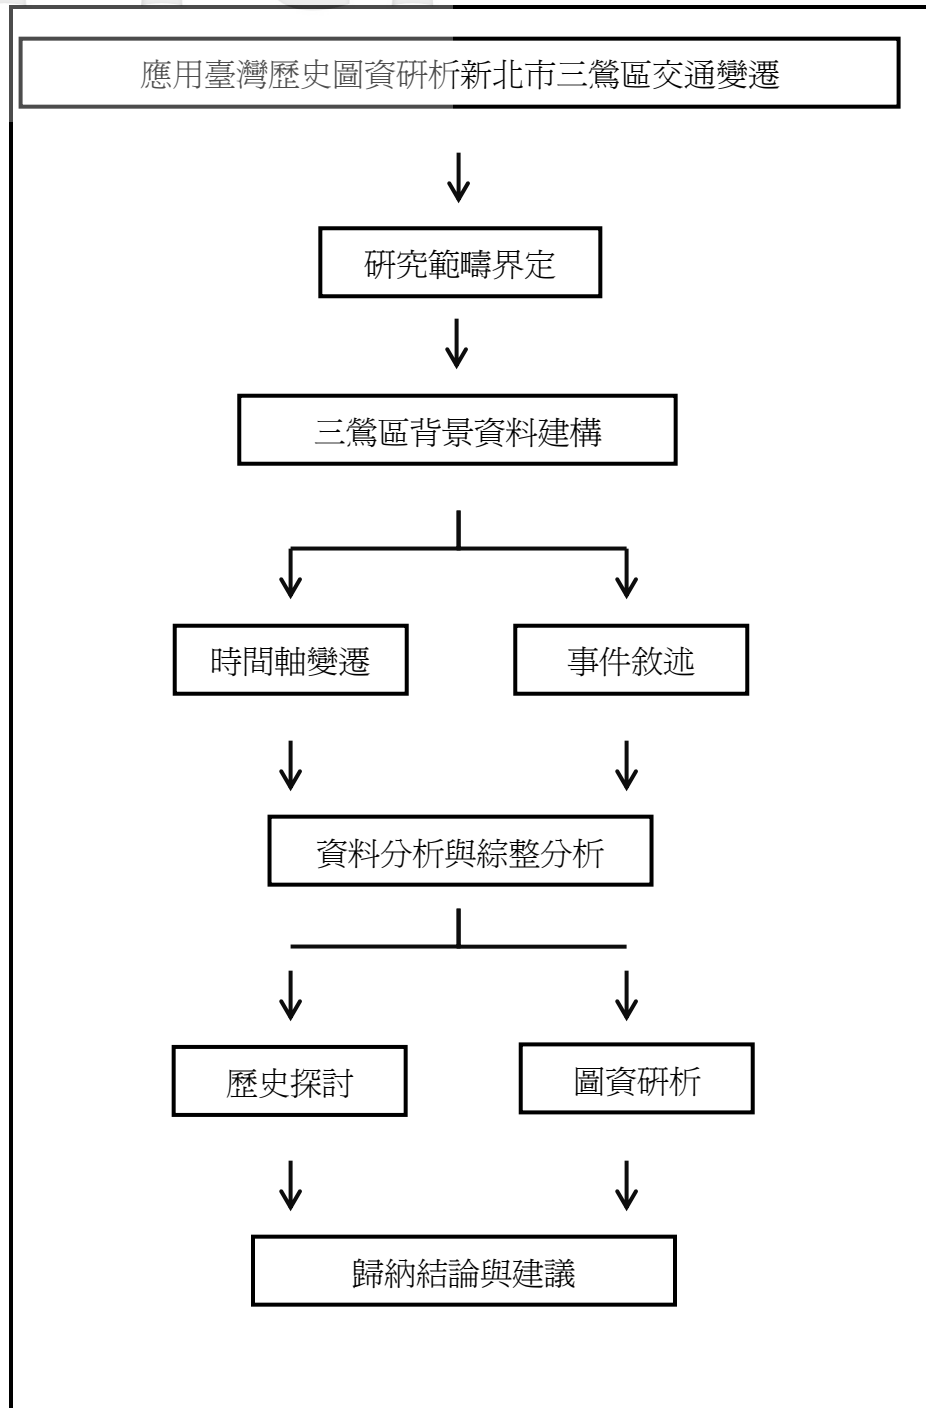 應用臺灣歷史圖資研析新北市三鶯區交通變遷
研究範疇界定
三鶯區背景資料建構
時間軸變遷
事件敘述
資料分析與綜整分析
歷史探討
圖資研析
歸納結論與建議